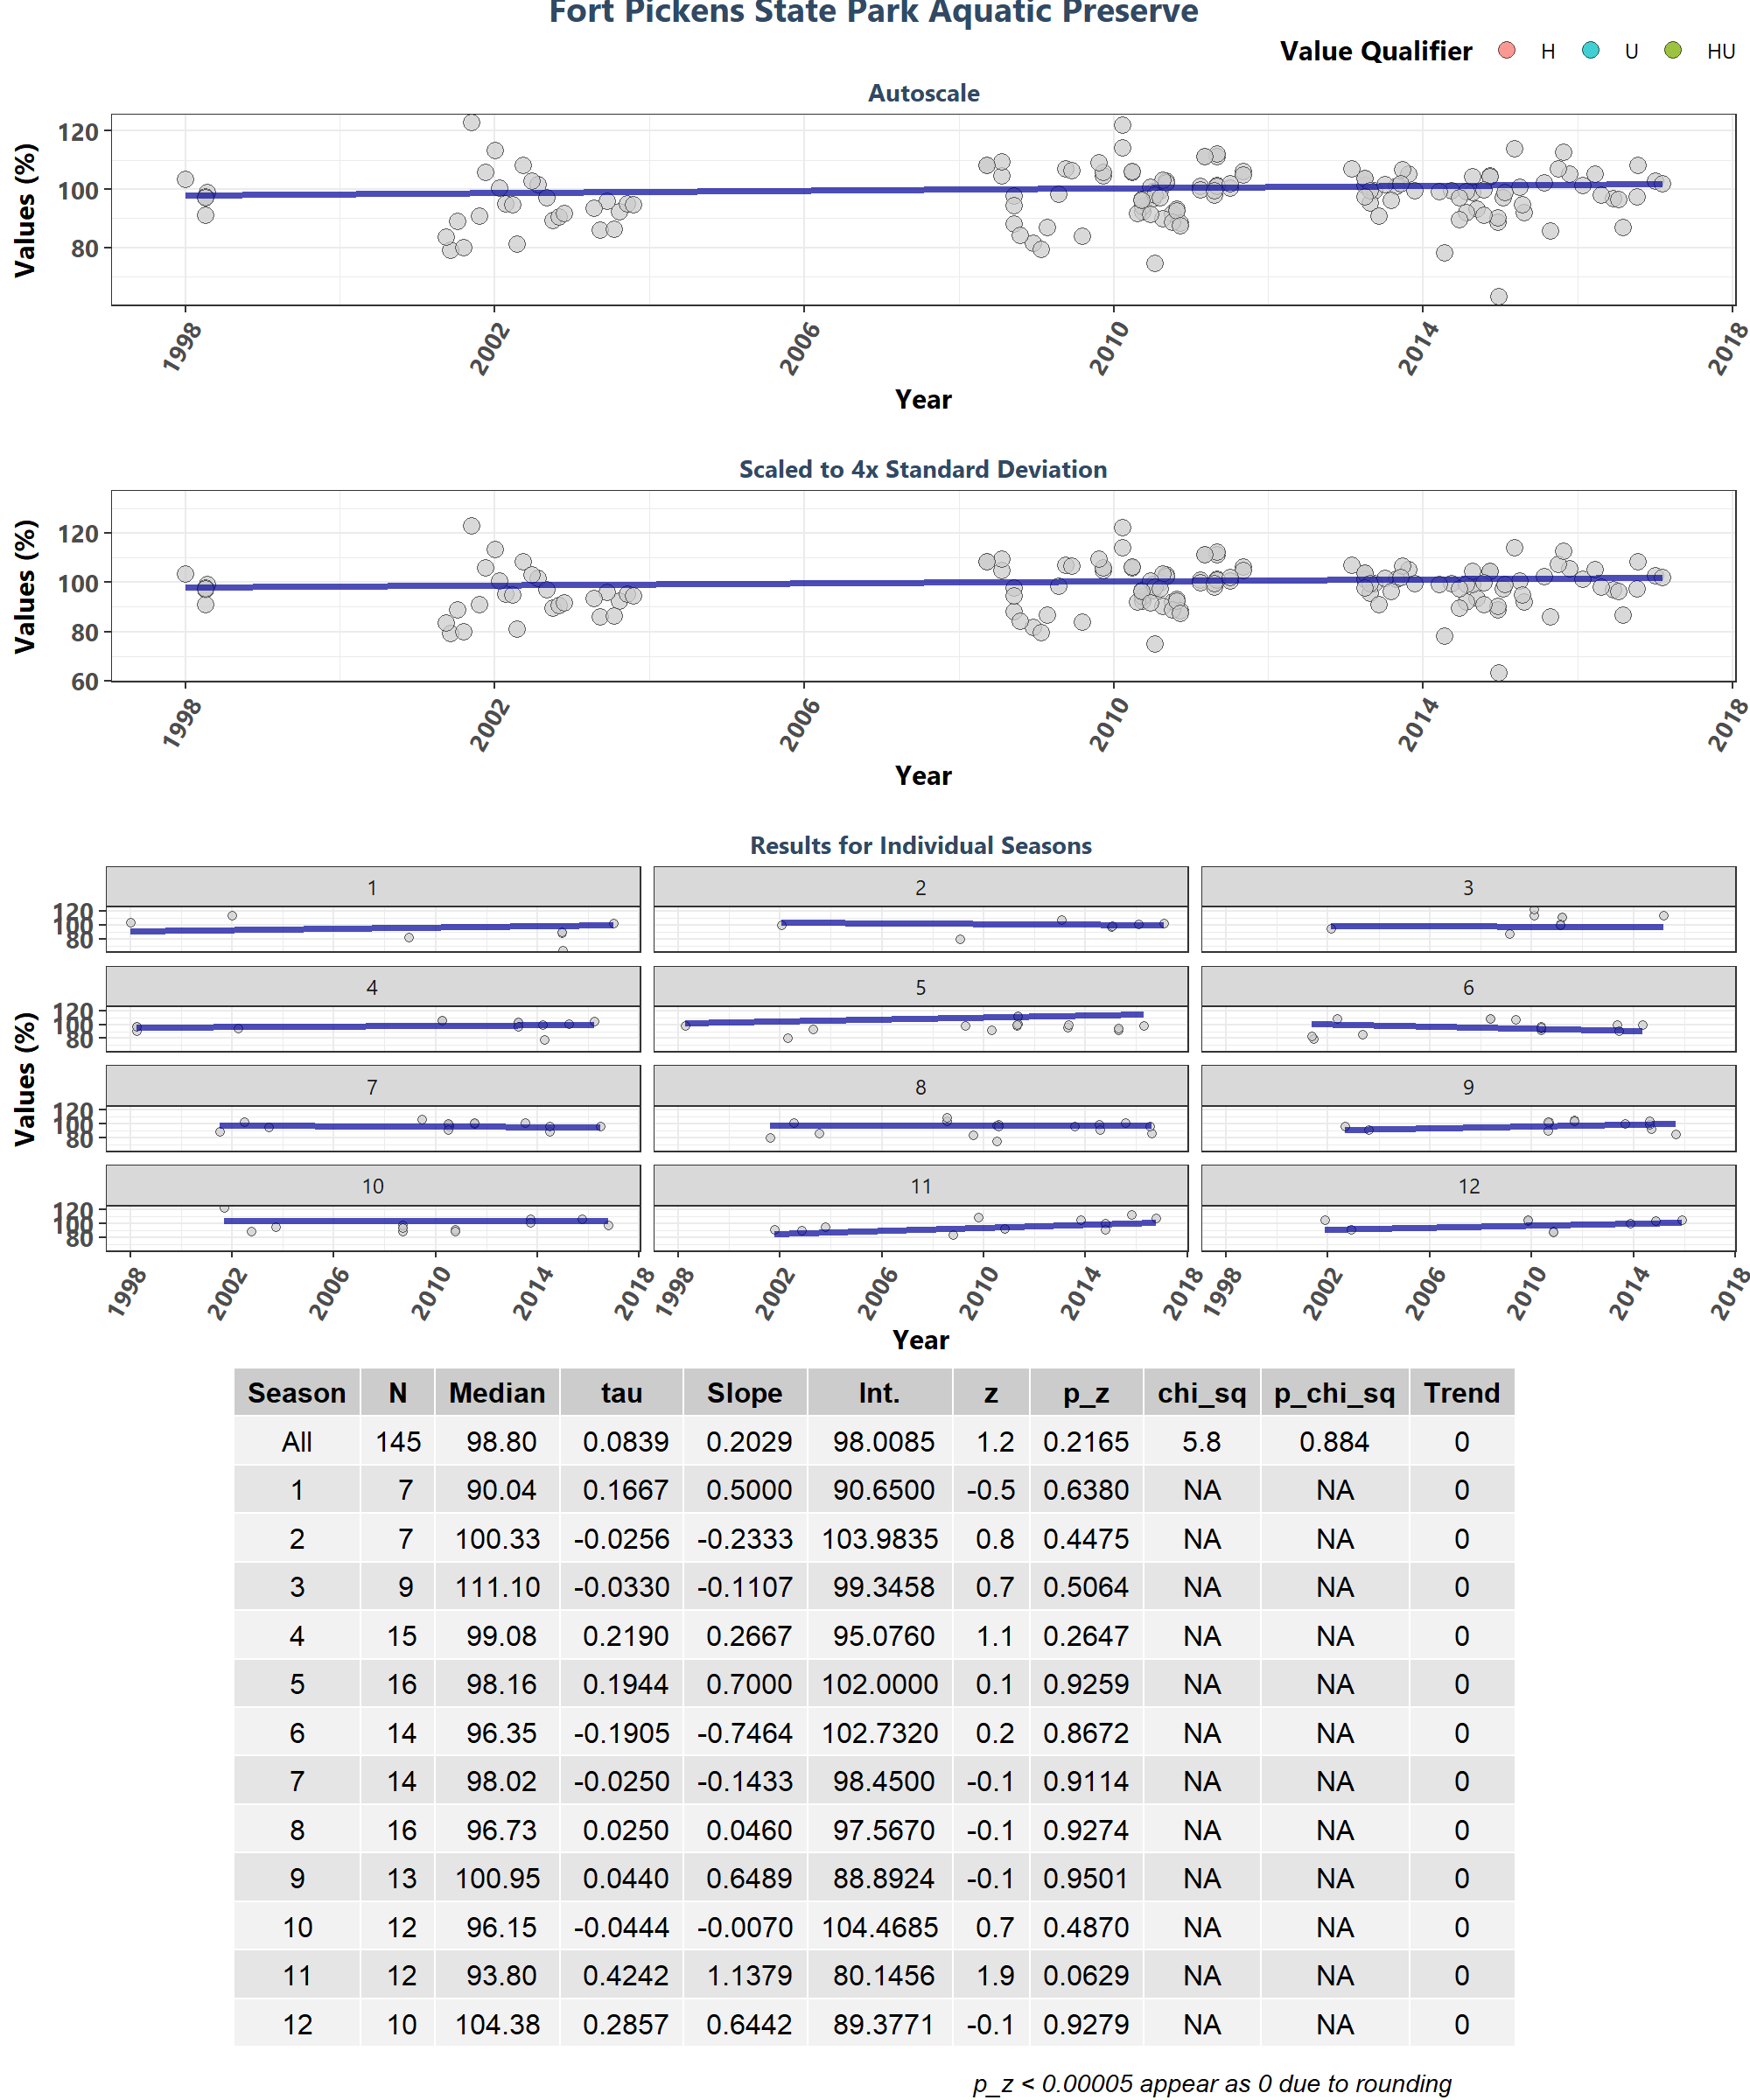 Fort Pickens State Park Aquatic Preserve
Value Qualifier H U HU
Autoscale
Values (%)
120
100
80
1998 2002 2006 2010 2014 2018
Year
Scaled to 4x Standard Deviation
Values (%)
120
100
80
60
1998 2002 2006 2010 2014 2018
Year
Results for Individual Seasons
Values (%)
1 2 3
120
100
80
4 5 6
120
100
80
7 8 9
120
100
80
10 11 12
120
100
80
1998 2002 2006 2010 2014 2018 1998 2002 2006 2010 2014 2018 1998 2002 2006 2010 2014 2018
Year
Season N Median tau Slope Int. z p_z chi_sq p_chi_sq Trend
All 145 98.80 0.0839 0.2029 98.0085 1.2 0.2165 5.8 0.884 0
1 7 90.04 0.1667 0.5000 90.6500 -0.5 0.6380 NA NA 0
2 7 100.33 -0.0256 -0.2333 103.9835 0.8 0.4475 NA NA 0
3 9 111.10 -0.0330 -0.1107 99.3458 0.7 0.5064 NA NA 0
4 15 99.08 0.2190 0.2667 95.0760 1.1 0.2647 NA NA 0
5 16 98.16 0.1944 0.7000 102.0000 0.1 0.9259 NA NA 0
6 14 96.35 -0.1905 -0.7464 102.7320 0.2 0.8672 NA NA 0
7 14 98.02 -0.0250 -0.1433 98.4500 -0.1 0.9114 NA NA 0
8 16 96.73 0.0250 0.0460 97.5670 -0.1 0.9274 NA NA 0
9 13 100.95 0.0440 0.6489 88.8924 -0.1 0.9501 NA NA 0
10 12 96.15 -0.0444 -0.0070 104.4685 0.7 0.4870 NA NA 0
11 12 93.80 0.4242 1.1379 80.1456 1.9 0.0629 NA NA 0
12 10 104.38 0.2857 0.6442 89.3771 -0.1 0.9279 NA NA 0
p_z < 0.00005 appear as 0 due to rounding